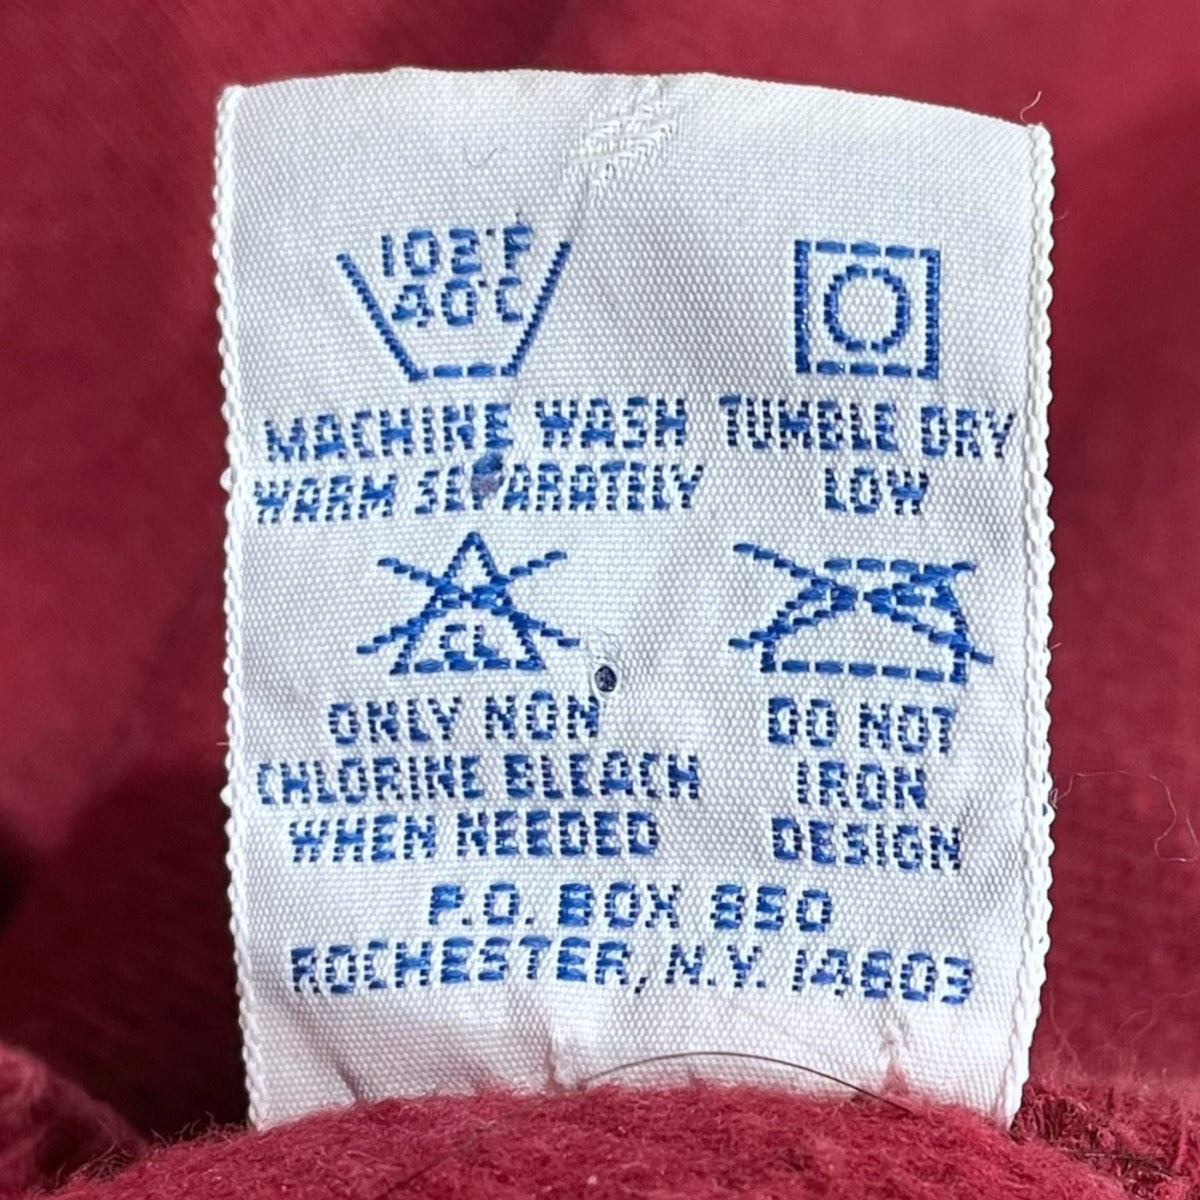 102°F
40°C
MACHINE WASH
WARM SEPARATELY
TUMBLE DRY
LOW
CL
ONLY NON
CHLORINE BLEACH
WHEN NEEDED
DO NOT
IRON
DESIGN
P.O. BOX 850
ROCHESTER, N.Y. 14603